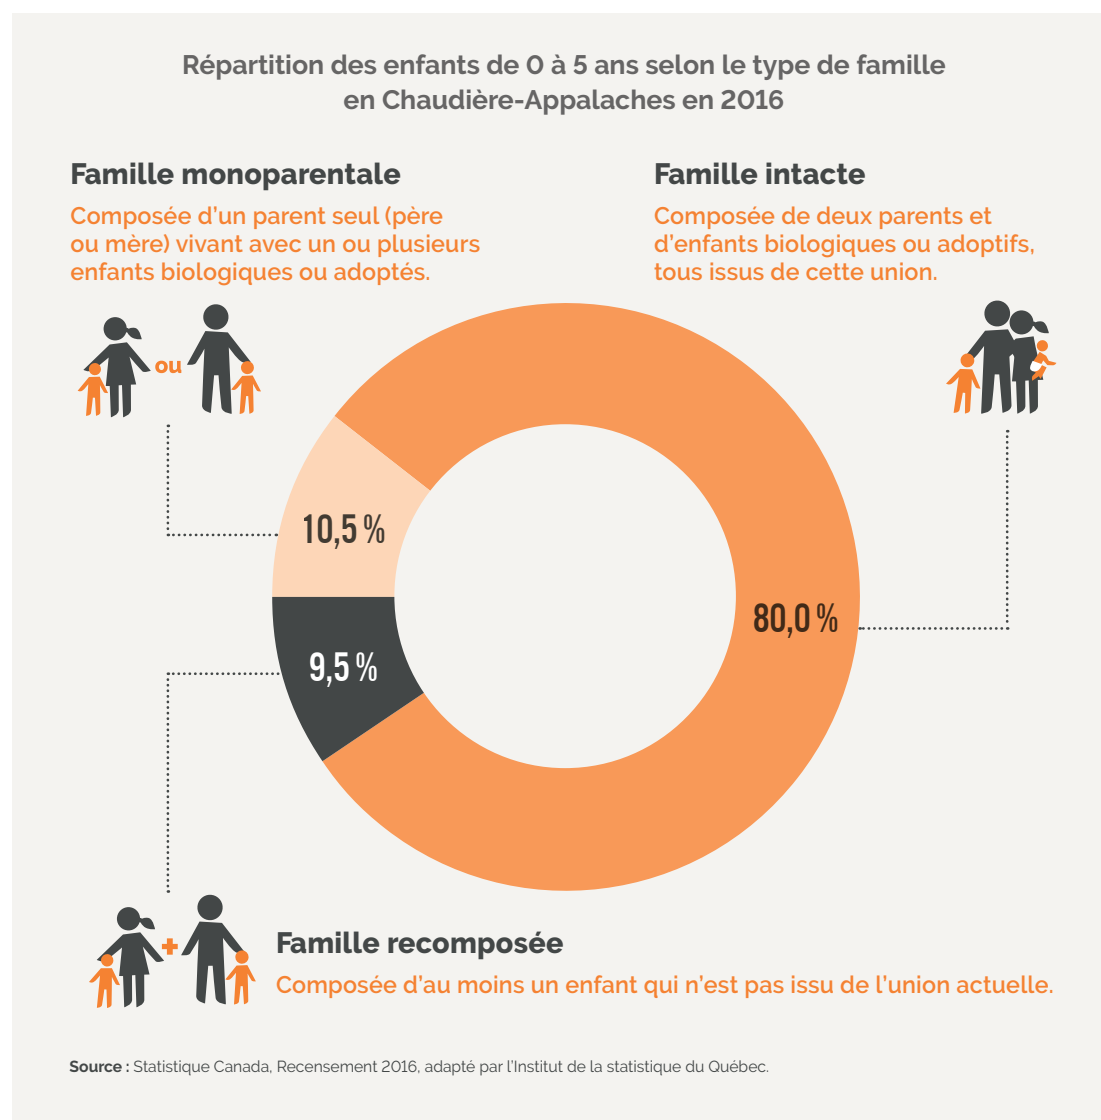 Répartition des enfants de 0 à 5 ans selon le type de famille
en Chaudière-Appalaches en 2016
Famille monoparentale
Composée d’un parent seul (père
ou mère) vivant avec un ou plusieurs
enfants biologiques ou adoptés.
Famille intacte
Composée de deux parents et
d’enfants biologiques ou adoptifs,
tous issus de cette union.
ou
10,5 %
80,0 %
9,5 %
Famille recomposée
Composée d’au moins un enfant qui n’est pas issu de l’union actuelle.
Source : Statistique Canada, Recensement 2016, adapté par l’Institut de la statistique du Québec.